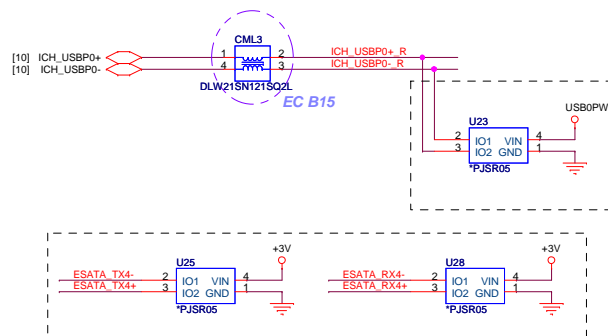 CML3
[10] ICH_USBP0+ 1 2 ICH_USBP0+_R
[10] ICH_USBP0- 4 3 ICH_USBP0-_R
DLW21SN121SQ2L
EC B15
USB0PW
U23
2 IO1 VIN 4
3 IO2 GND 1
*PJSR05
U25 +3V
ESATA_TX4- 2 IO1 VIN 4
ESATA_TX4+ 3 IO2 GND 1
*PJSR05
U28 +3V
ESATA_RX4- 2 IO1 VIN 4
ESATA_RX4+ 3 IO2 GND 1
*PJSR05